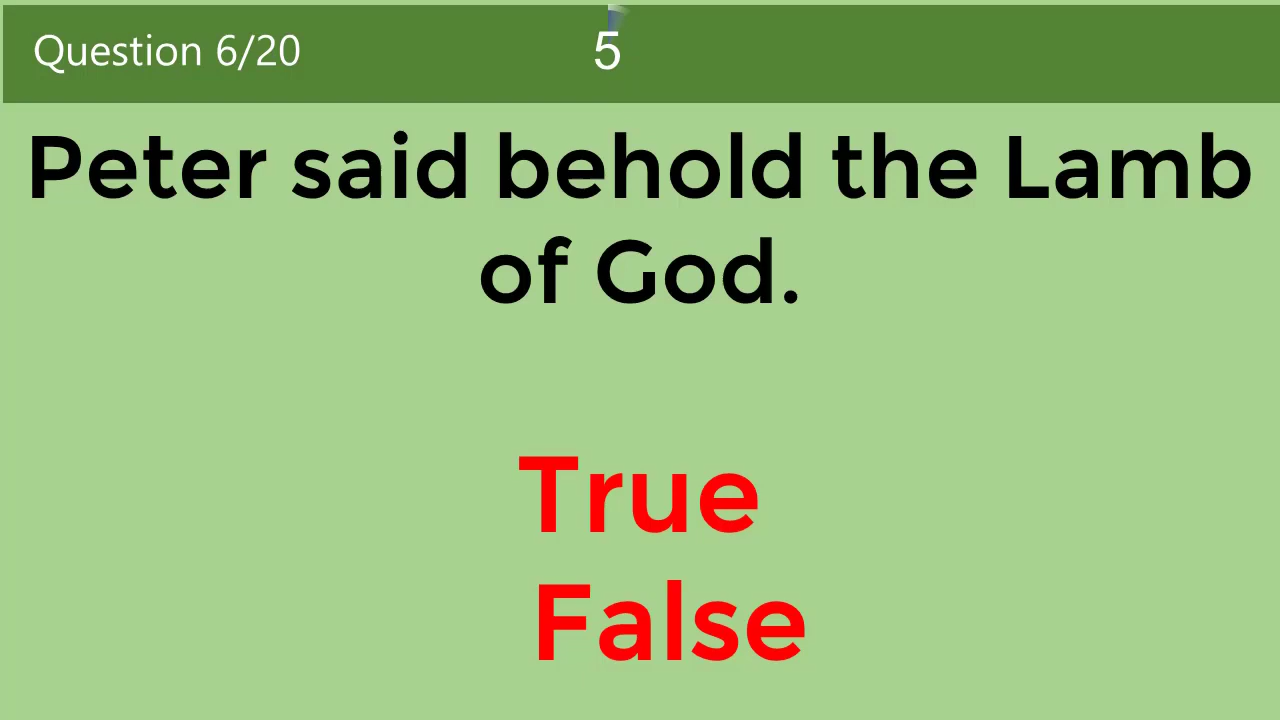 Question 6/20
5
Peter said behold the Lamb
of God.
True
False